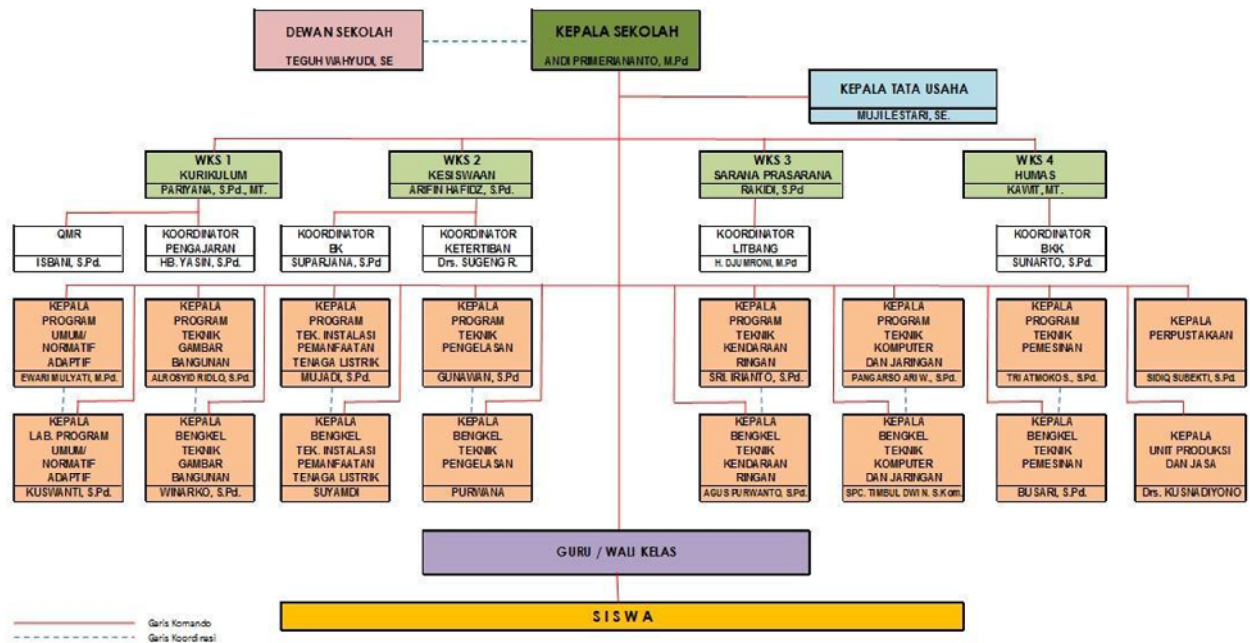 DEWAN SEKOLAH
TEGUH WAHYUDI, SE
KEPALA SEKOLAH
ANDI PRIMERIANANTO, M.Pd
KEPALA TATA USAHA
MUJI LESTARI, SE.
WKS 1
KURIKULUM
PARIYANA, S.Pd., MT.
WKS 2
KESISWAAN
ARIFIN HAFIDZ, S.Pd.
WKS 3
SARANA PRASARANA
RAKIDI, S.Pd
WKS 4
HUMAS
KAWIT, MT.
QMR
ISBANI, S.Pd.
KOORDINATOR
PENGAJARAN
HB. YASIN, S.Pd.
KOORDINATOR
BK
SUPARJANA, S.Pd
KOORDINATOR
KETERTIBAN
Drs. SUGENG R.
KOORDINATOR
LITBANG
H. DJUMRONI, M.Pd
KOORDINATOR
BKK
SUNARTO, S.Pd.
KEPALA
PROGRAM
UMUM/
NORMATIF
ADAPTIF
EWARI MULYATI, M.Pd.
KEPALA
PROGRAM
TEKNIK
GAMBAR
BANGUNAN
ALROSYID RIDLO, S.Pd.
KEPALA
PROGRAM
TEK. INSTALASI
PEMANFAATAN
TENAGA LISTRIK
MUJADI, S.Pd.
KEPALA
PROGRAM
TEKNIK
PENGELASAN
GUNAWAN, S.Pd
KEPALA
PROGRAM
TEKNIK
KENDARAAN
RINGAN
SRI. IRIANTO, S.Pd.
KEPALA
PROGRAM
TEKNIK
KOMPUTER
DAN JARINGAN
PANGARSO ARI W., S.Pd.
KEPALA
PROGRAM
TEKNIK
PEMESINAN
TRI ATMOKO S., S.Pd.
KEPALA
PERPUSTAKAAN
SIDIQ SUBEKTI, S.Pd.
KEPALA
LAB. PROGRAM
UMUM/
NORMATIF
ADAPTIF
KUSWANTI, S.Pd.
KEPALA
BENGKEL
TEKNIK
GAMBAR
BANGUNAN
WINARKO, S.Pd.
KEPALA
BENGKEL
TEK. INSTALASI
PEMANFAATAN
TENAGA LISTRIK
SUYAMDI
KEPALA
BENGKEL
TEKNIK
PENGELASAN
PURWANA
KEPALA
BENGKEL
TEKNIK
KENDARAAN
RINGAN
AGUS PURWANTO, S.Pd.
KEPALA
BENGKEL
TEKNIK
KOMPUTER
DAN JARINGAN
SPC. TIMBUL DWI N. S.Kom.
KEPALA
BENGKEL
TEKNIK
PEMESINAN
BUSARI, S.Pd.
KEPALA
UNIT PRODUKSI
DAN JASA
Drs. KUSNADIYONO
GURU / WALI KELAS
SISWA
Garis Komando
Garis Koordinasi